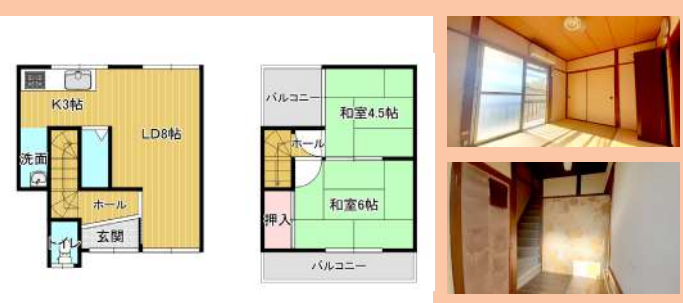 K3帖
LD8帖
洗面
ホール
玄関
トイレ
バルコニー
和室4.5帖
ホール
和室6帖
押入
バルコニー